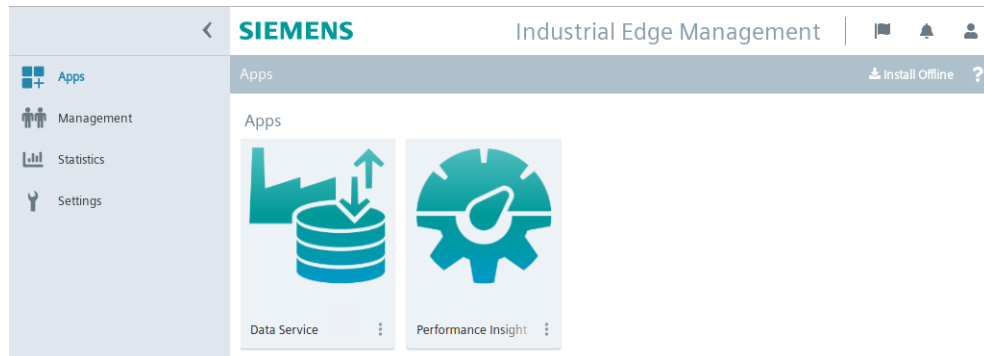 SIEMENS
Industrial Edge Management
Apps
Management
Statistics
Settings
Apps
Install Offline
?
Apps
Data Service
Performance Insight